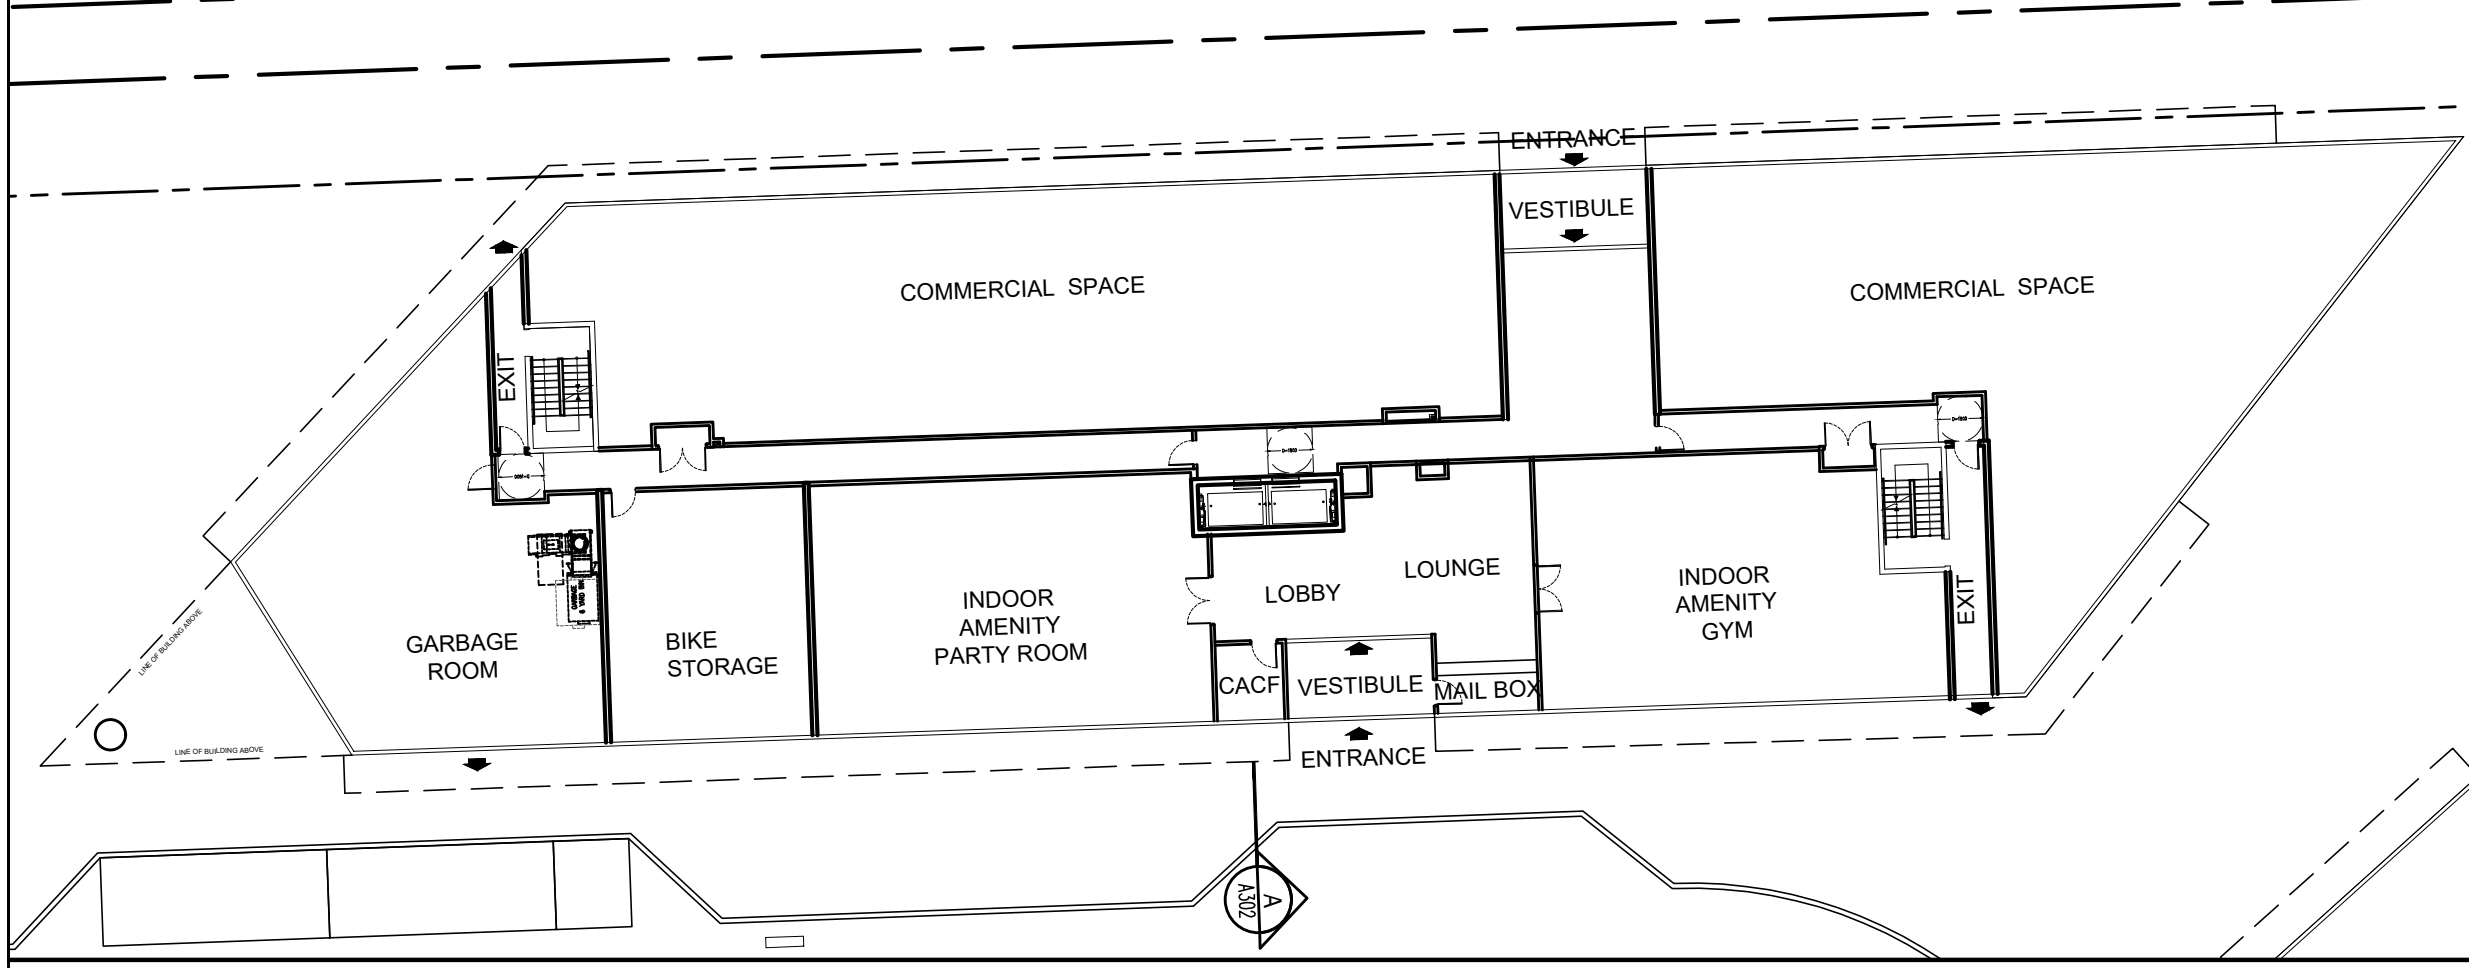 ENTRANCE
VESTIBULE
COMMERCIAL SPACE
COMMERCIAL SPACE
EXIT
INDOOR
AMENITY
PARTY ROOM
LOBBY
LOUNGE
INDOOR
AMENITY
GYM
EXIT
GARBAGE
ROOM
BIKE
STORAGE
CACF
VESTIBULE
MAIL BOX
ENTRANCE
LINE OF BUILDING ABOVE
LINE OF BUILDING ABOVE
A
A302